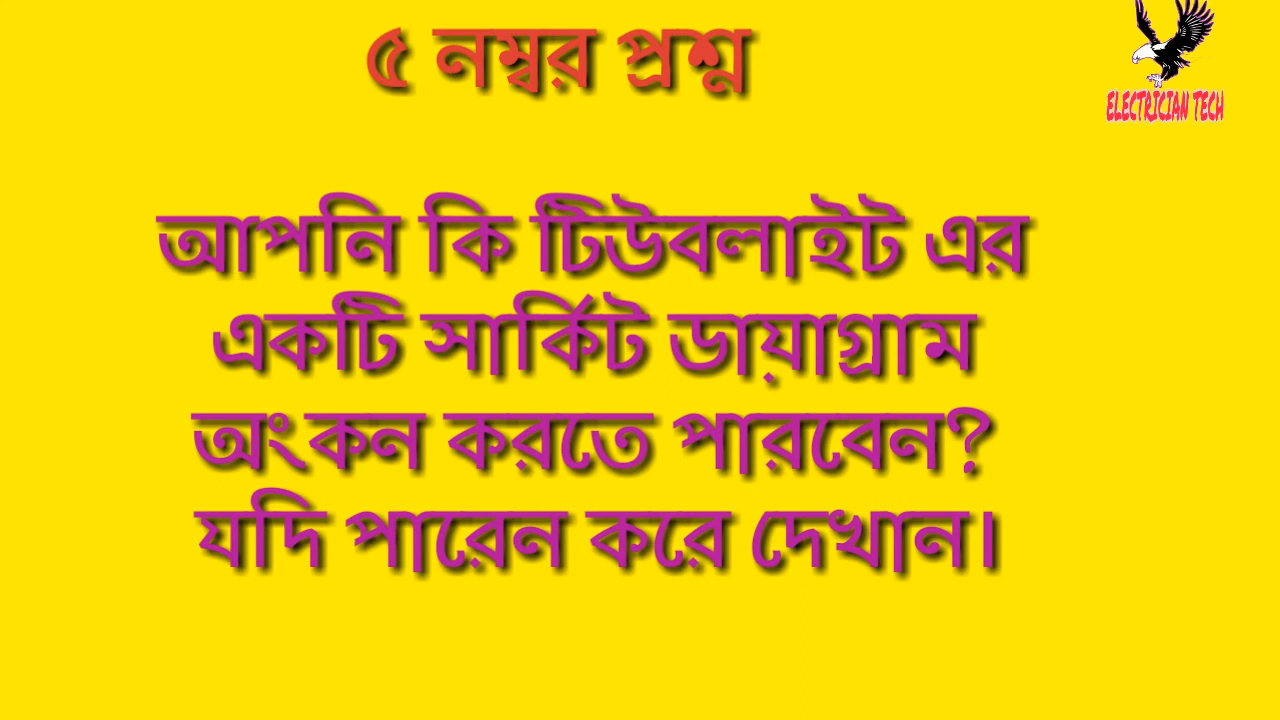 ৫ নম্বর প্রশ্ন
ELECTRICIAN TECH
আপনি কি টিউবলাইট এর
একটি সার্কিট ডায়াগ্রাম
অংকন করতে পারবেন?
যদি পারেন করে দেখান।